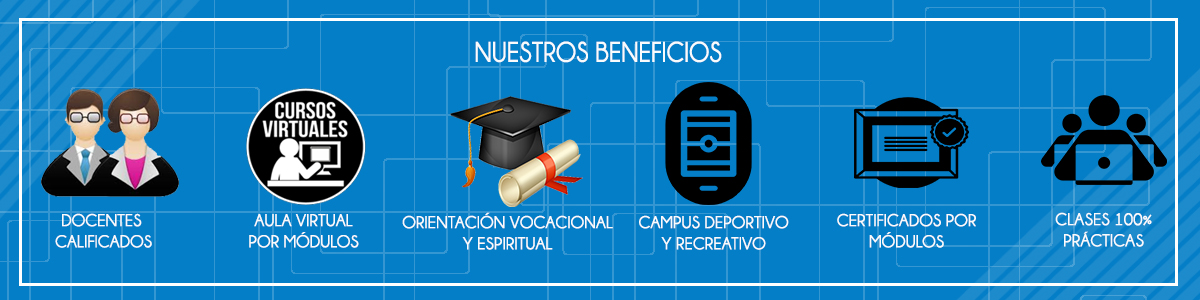 NUESTROS BENEFICIOS
CURSOS
VIRTUALES
DOCENTES
CALIFICADOS
AULA VIRTUAL
POR MÓDULOS
ORIENTACIÓN VOCACIONAL
Y ESPIRITUAL
CAMPUS DEPORTIVO
Y RECREATIVO
CERTIFICADOS POR
MÓDULOS
CLASES 100%
PRÁCTICAS